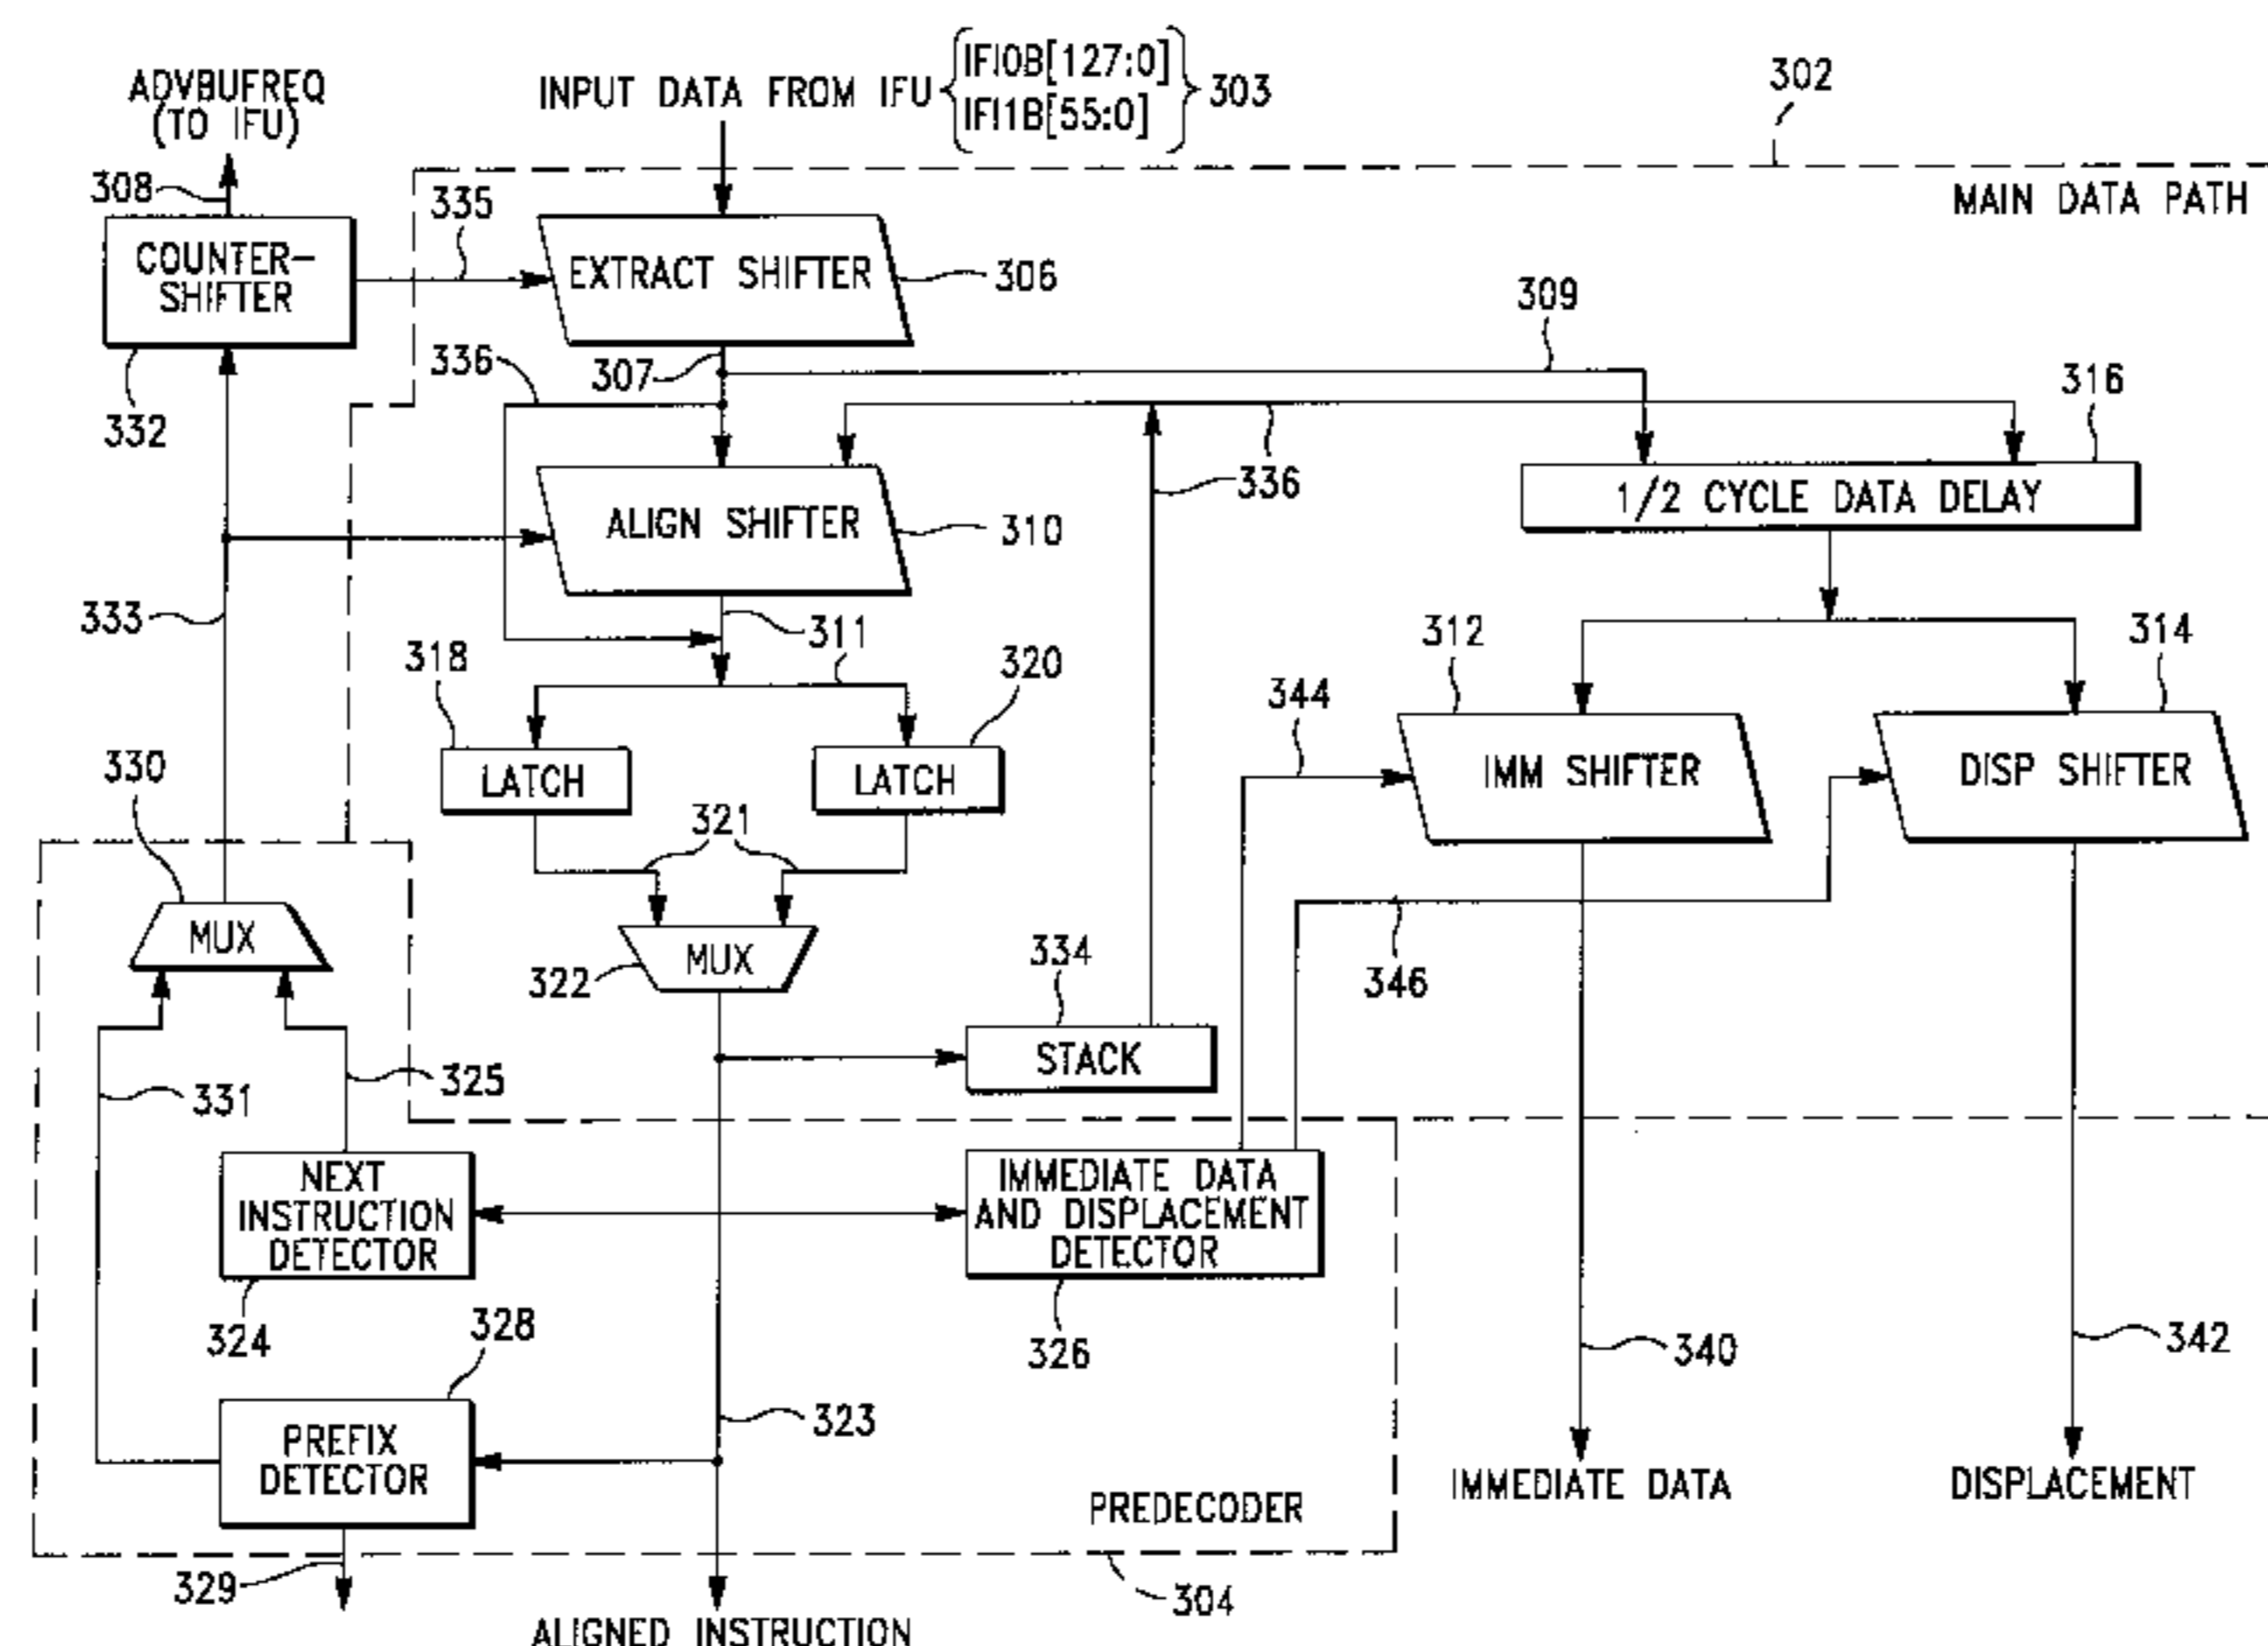 ADVBUFREQ
(TO IFU)
INPUT DATA FROM IFU
IFI0B[127:0]
IFI1B[55:0]
303
302
308
335
MAIN DATA PATH
COUNTER-
SHIFTER
EXTRACT SHIFTER
306
309
336
307
316
332
336
1/2 CYCLE DATA DELAY
ALIGN SHIFTER
310
333
311
312
314
318
320
344
330
LATCH
LATCH
IMM SHIFTER
DISP SHIFTER
321
MUX
MUX
322
334
346
STACK
331
325
NEXT
INSTRUCTION
DETECTOR
IMMEDIATE DATA
AND DISPLACEMENT
DETECTOR
324
328
326
340
342
323
PREFIX
DETECTOR
IMMEDIATE DATA
DISPLACEMENT
PREDECODER
329
304
ALIGNED INSTRUCTION